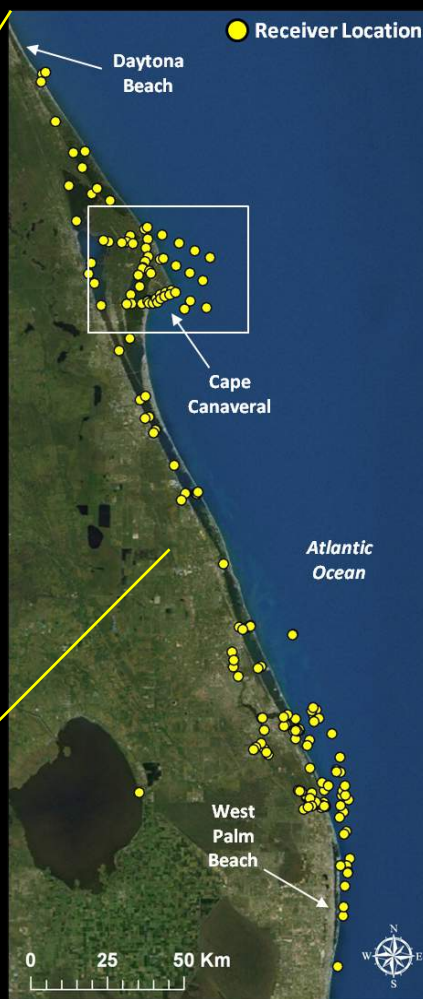 Receiver Location
Daytona
Beach
Cape
Canaveral
Atlantic
Ocean
West
Palm
Beach
N
W E
S
0 25 50 Km